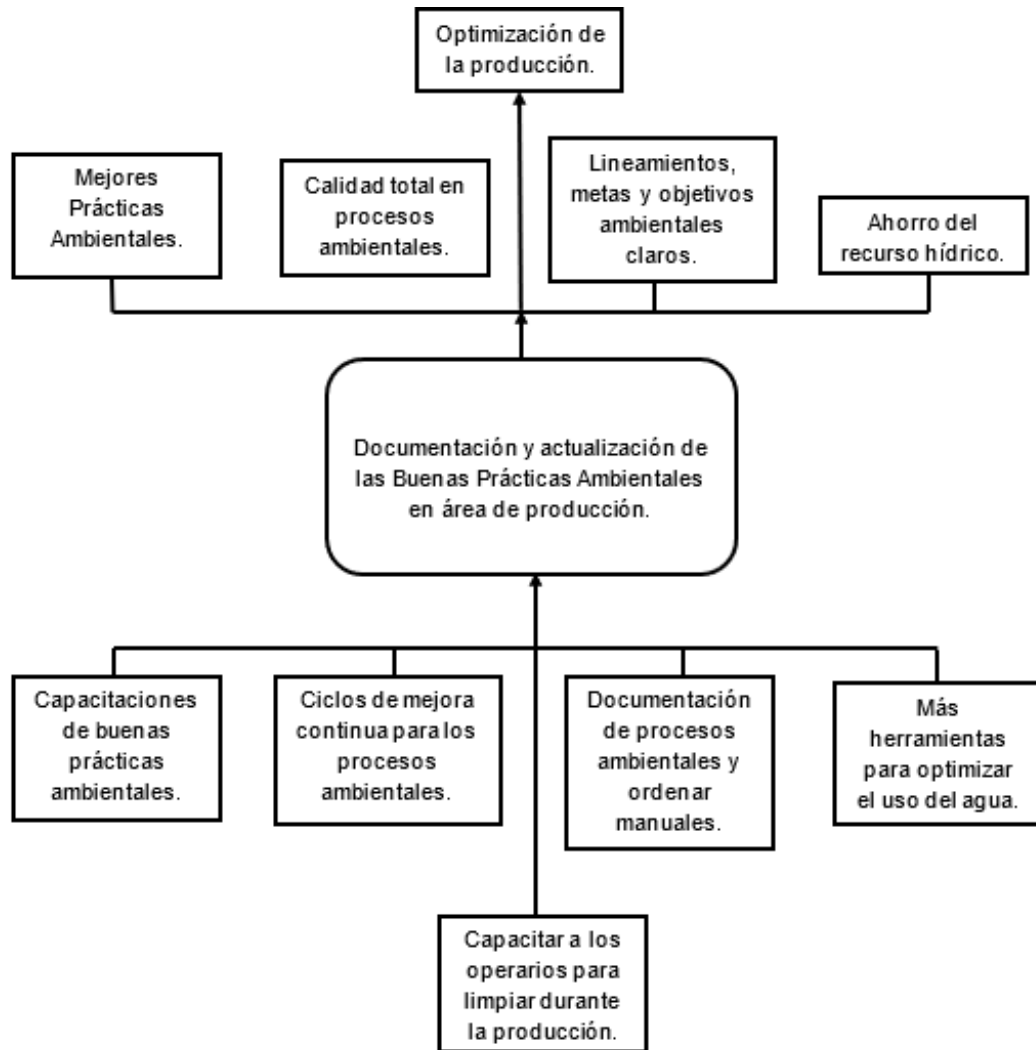 Optimización de
la producción.
Mejores
Prácticas
Ambientales.
Calidad total en
procesos
ambientales.
Lineamientos,
metas y objetivos
ambientales
claros.
Ahorro del
recurso hídrico.
Documentación y actualización de
las Buenas Prácticas Ambientales
en área de producción.
Capacitaciones
de buenas
prácticas
ambientales.
Ciclos de mejora
continua para los
procesos
ambientales.
Documentación
de procesos
ambientales y
ordenar
manuales.
Más
herramientas
para optimizar
el uso del agua.
Capacitar a los
operarios para
limpiar durante
la producción.